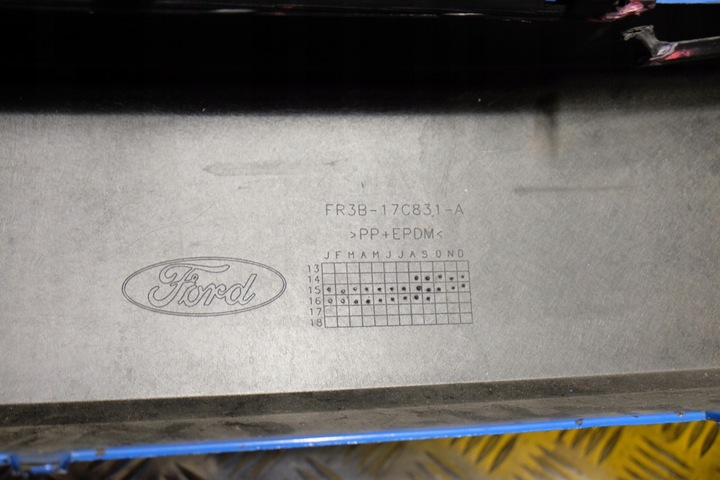 FR3B-17C831-A
>PP+EPDM<
J F M A M J J A S O N D
13
14
15
16
17
18
Ford